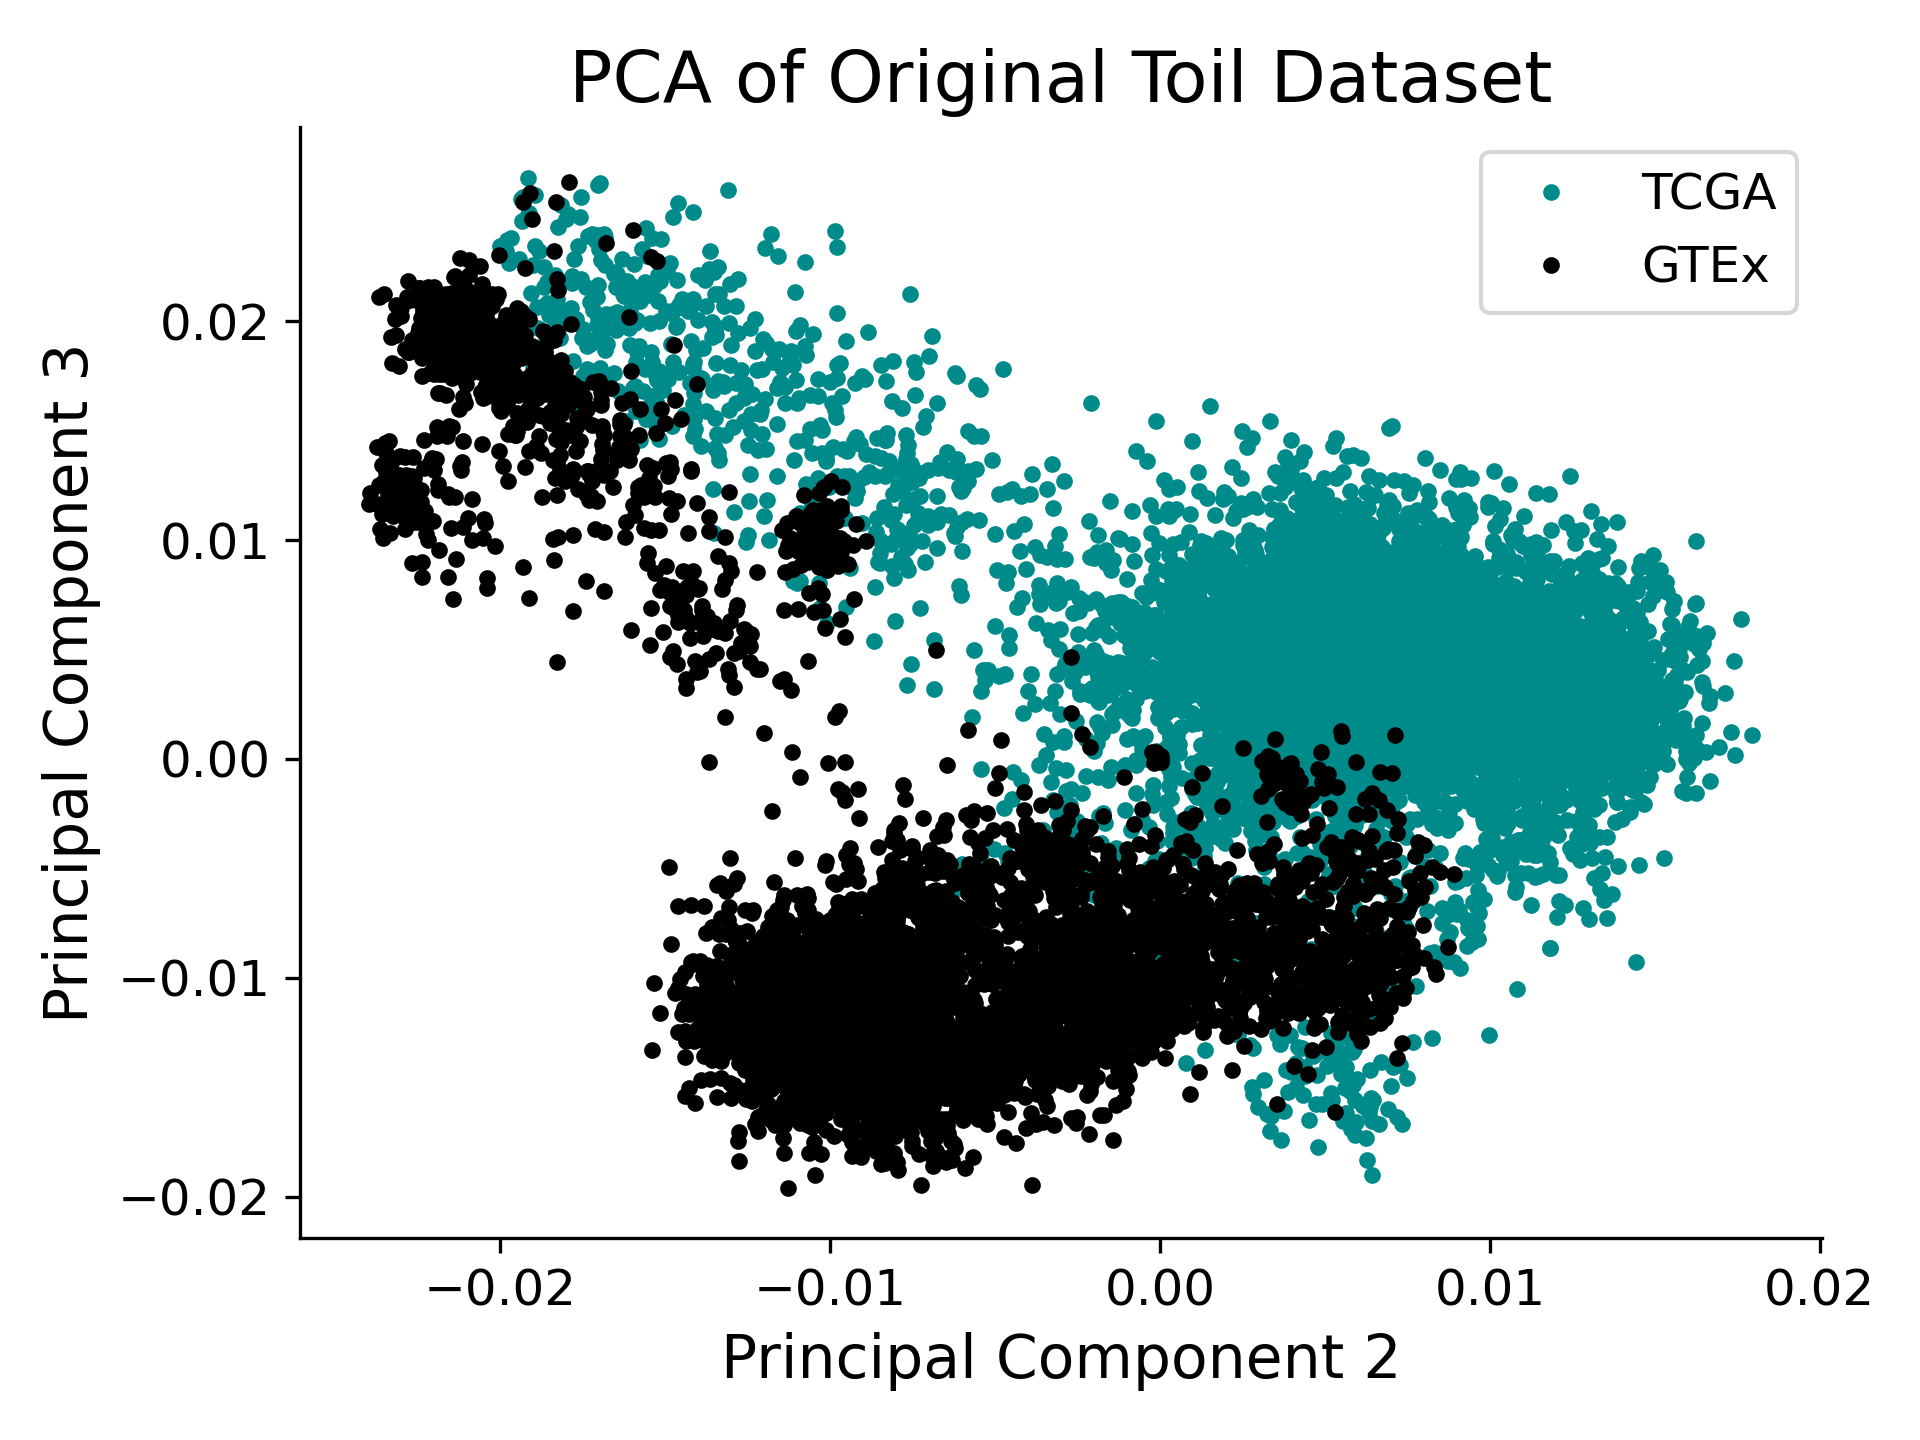 PCA of Original Toil Dataset
TCGA
GTEx
Principal Component 3
0.02
0.01
0.00
−0.01
−0.02
−0.02
−0.01
0.00
0.01
0.02
Principal Component 2